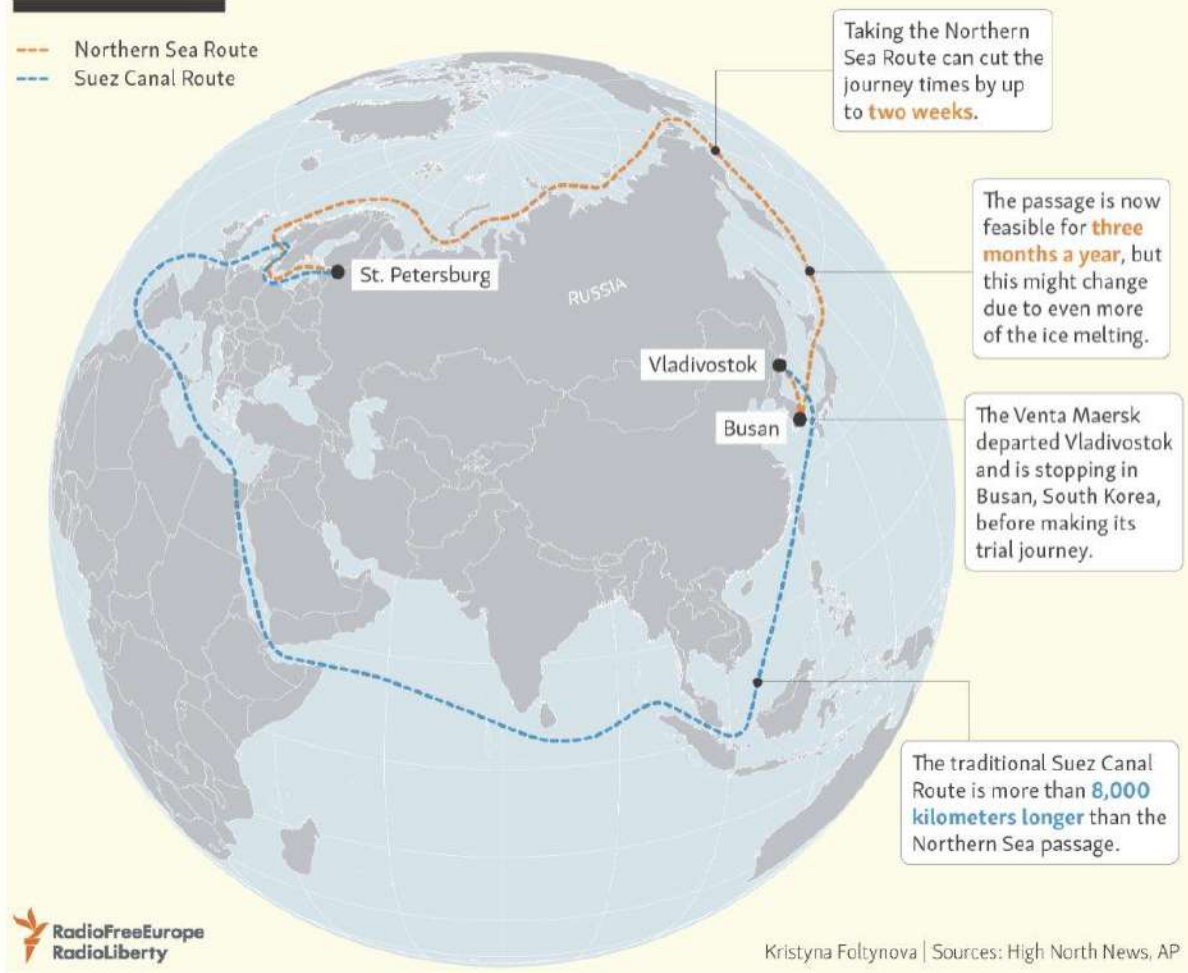 Northern Sea Route
Suez Canal Route
Taking the Northern
Sea Route can cut the
journey times by up
to two weeks.
The passage is now
feasible for three
months a year, but
this might change
due to even more
of the ice melting.
St. Petersburg
RUSSIA
Vladivostok
Busan
The Venta Maersk
departed Vladivostok
and is stopping in
Busan, South Korea,
before making its
trial journey.
The traditional Suez Canal
Route is more than 8,000
kilometers longer than the
Northern Sea passage.
RadioFreeEurope
RadioLiberty
Kristyna Foltynova | Sources: High North News, AP